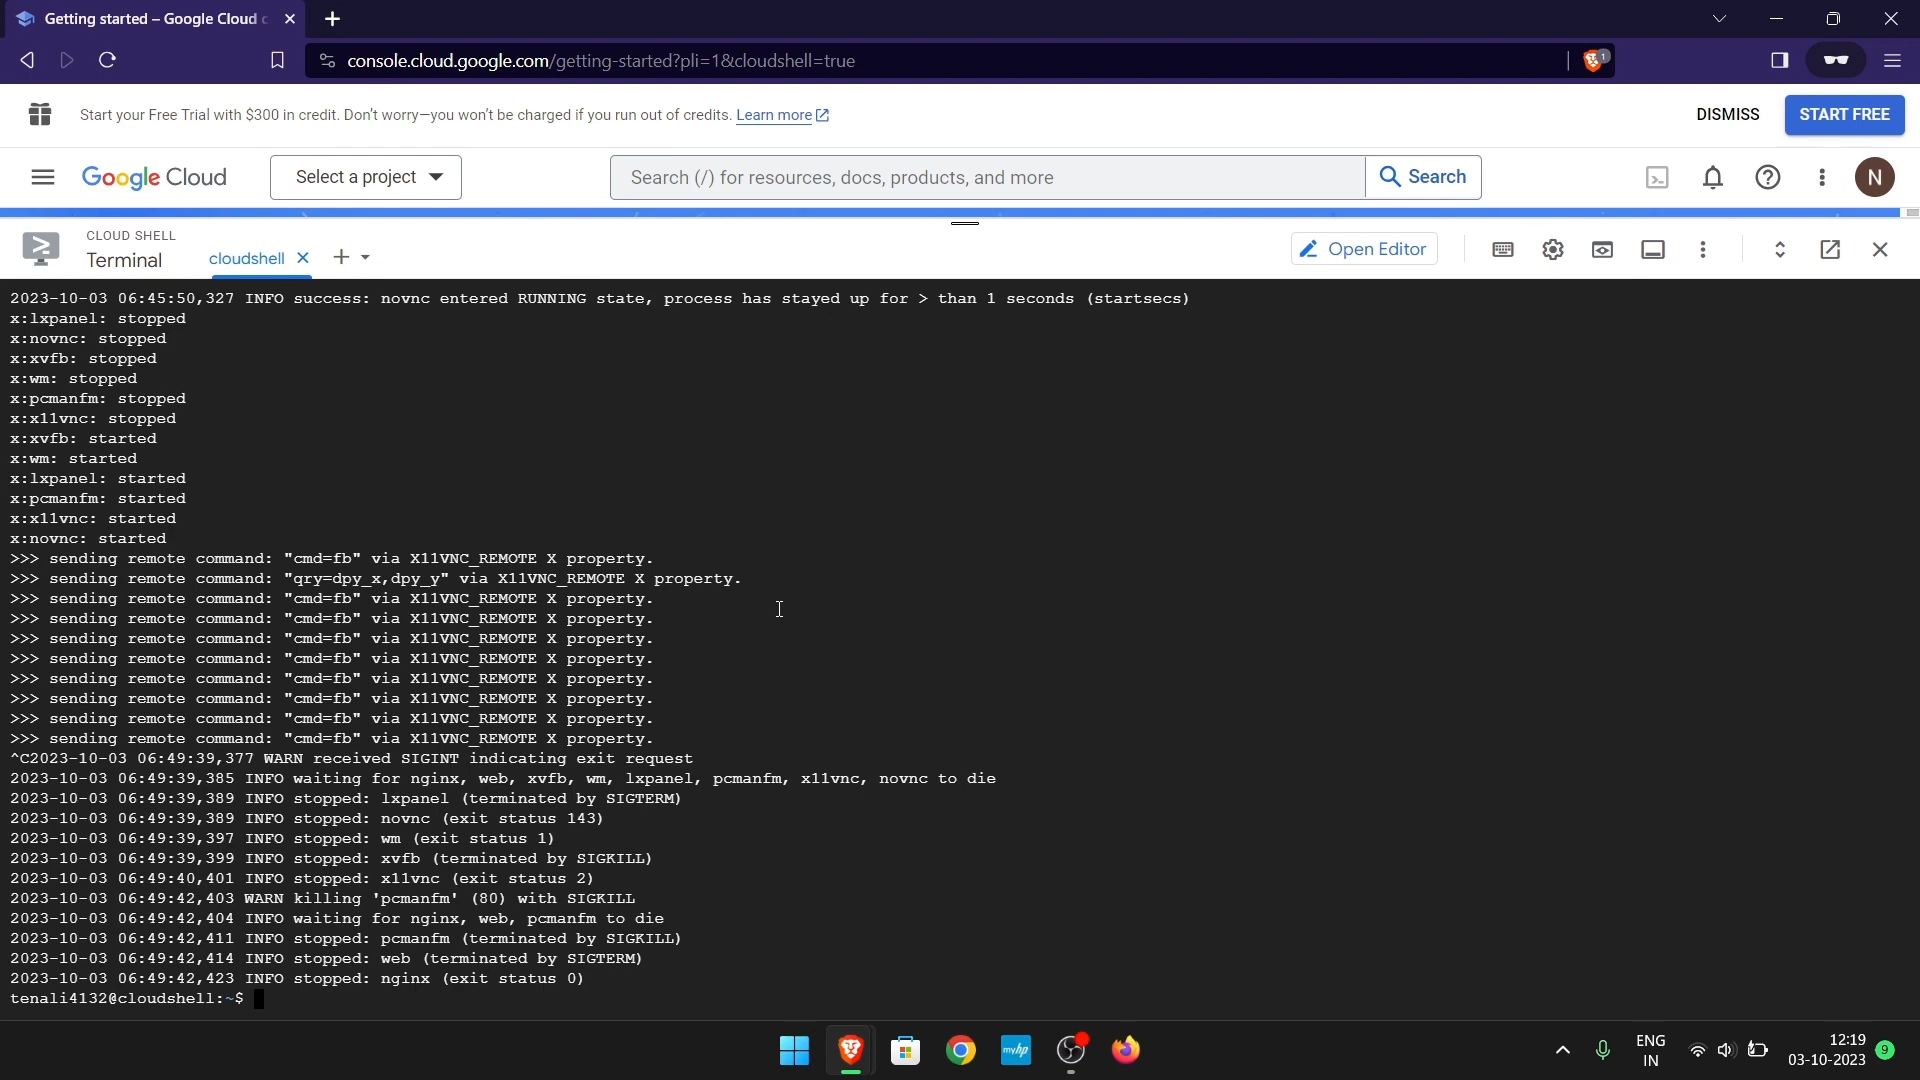 Getting started – Google Cloud c
console.cloud.google.com/getting-started?pli=1&cloudshell=true
1
Start your Free Trial with $300 in credit. Don't worry—you won't be charged if you run out of credits. Learn more
DISMISS
START FREE
Google Cloud
Select a project
Search (/) for resources, docs, products, and more
Search
N
CLOUD SHELL
Terminal
cloudshell
Open Editor
2023-10-03 06:45:50,327 INFO success: novnc entered RUNNING state, process has stayed up for > than 1 seconds (startsecs)
x:lxpanel: stopped
x:novnc: stopped
x:xvfb: stopped
x:wm: stopped
x:pcmanfm: stopped
x:x11vnc: stopped
x:xvfb: started
x:wm: started
x:lxpanel: started
x:pcmanfm: started
x:x11vnc: started
x:novnc: started
>>> sending remote command: "cmd=fb" via X11VNC_REMOTE X property.
>>> sending remote command: "qry=dpy_x,dpy_y" via X11VNC_REMOTE X property.
>>> sending remote command: "cmd=fb" via X11VNC_REMOTE X property.
>>> sending remote command: "cmd=fb" via X11VNC_REMOTE X property.
>>> sending remote command: "cmd=fb" via X11VNC_REMOTE X property.
>>> sending remote command: "cmd=fb" via X11VNC_REMOTE X property.
>>> sending remote command: "cmd=fb" via X11VNC_REMOTE X property.
>>> sending remote command: "cmd=fb" via X11VNC_REMOTE X property.
>>> sending remote command: "cmd=fb" via X11VNC_REMOTE X property.
>>> sending remote command: "cmd=fb" via X11VNC_REMOTE X property.
^C2023-10-03 06:49:39,377 WARN received SIGINT indicating exit request
2023-10-03 06:49:39,385 INFO waiting for nginx, web, xvfb, wm, lxpanel, pcmanfm, x11vnc, novnc to die
2023-10-03 06:49:39,389 INFO stopped: lxpanel (terminated by SIGTERM)
2023-10-03 06:49:39,389 INFO stopped: novnc (exit status 143)
2023-10-03 06:49:39,397 INFO stopped: wm (exit status 1)
2023-10-03 06:49:39,399 INFO stopped: xvfb (terminated by SIGKILL)
2023-10-03 06:49:40,401 INFO stopped: x11vnc (exit status 2)
2023-10-03 06:49:42,403 WARN killing 'pcmanfm' (80) with SIGKILL
2023-10-03 06:49:42,404 INFO waiting for nginx, web, pcmanfm to die
2023-10-03 06:49:42,411 INFO stopped: pcmanfm (terminated by SIGKILL)
2023-10-03 06:49:42,414 INFO stopped: web (terminated by SIGTERM)
2023-10-03 06:49:42,423 INFO stopped: nginx (exit status 0)
tenali4132@cloudshell:~$
myhp
ENG
IN
12:19
03-10-2023
9